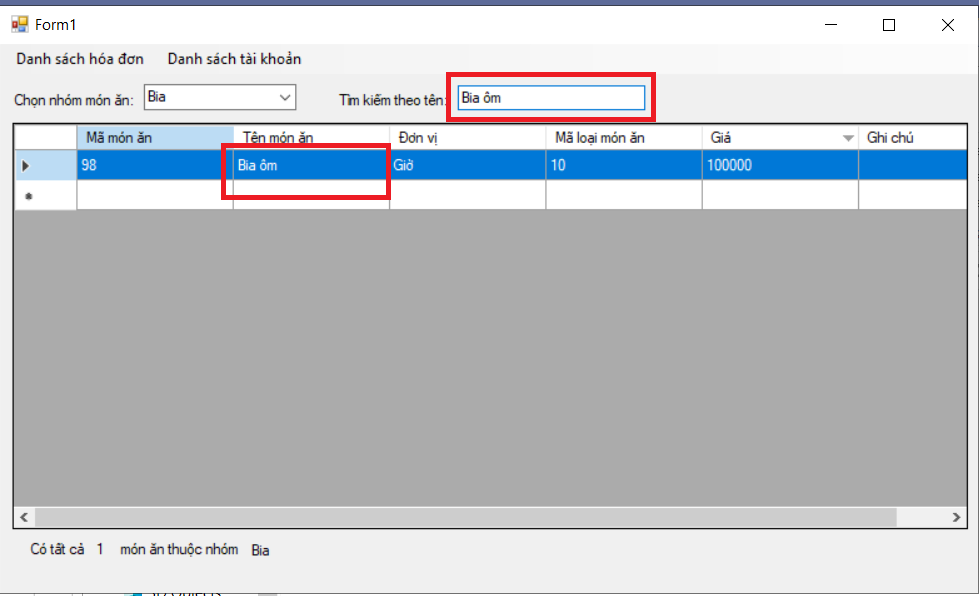 Form1
Danh sách hóa đơn Danh sách tài khoản
Chọn nhóm món ăn: Bia Tìm kiếm theo tên: Bia ôm
Mã món ăn Tên món ăn Đơn vị Mã loại món ăn Giá Ghi chú
98 Bia ôm Giờ 10 100000
Có tất cả 1 món ăn thuộc nhóm Bia